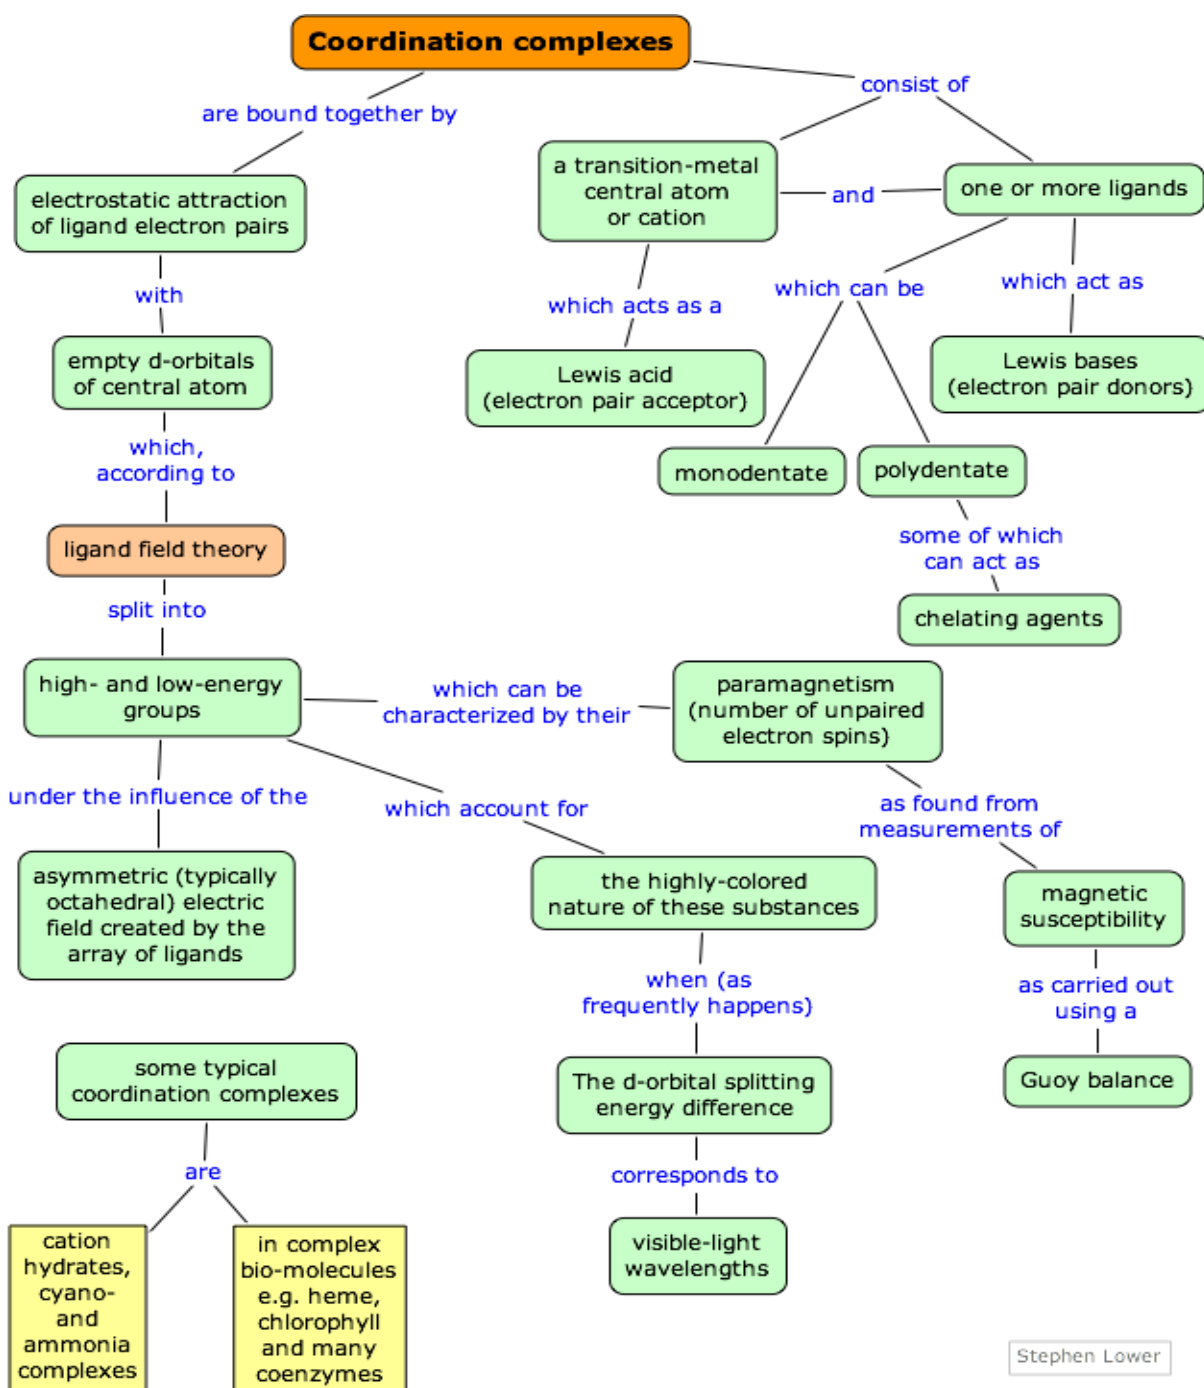 Coordination complexes
are bound together by
consist of
electrostatic attraction
of ligand electron pairs
a transition-metal
central atom
or cation
and
one or more ligands
with
which acts as a
which can be
which act as
empty d-orbitals
of central atom
Lewis acid
(electron pair acceptor)
Lewis bases
(electron pair donors)
which,
according to
monodentate
polydentate
ligand field theory
some of which
can act as
split into
chelating agents
high- and low-energy
groups
which can be
characterized by their
paramagnetism
(number of unpaired
electron spins)
under the influence of the
which account for
as found from
measurements of
asymmetric (typically
octahedral) electric
field created by the
array of ligands
the highly-colored
nature of these substances
magnetic
susceptibility
when (as
frequently happens)
as carried out
using a
some typical
coordination complexes
The d-orbital splitting
energy difference
Guoy balance
are
corresponds to
cation
hydrates,
cyano-
and
ammonia
complexes
in complex
bio-molecules
e.g. heme,
chlorophyll
and many
coenzymes
visible-light
wavelengths
Stephen Lower